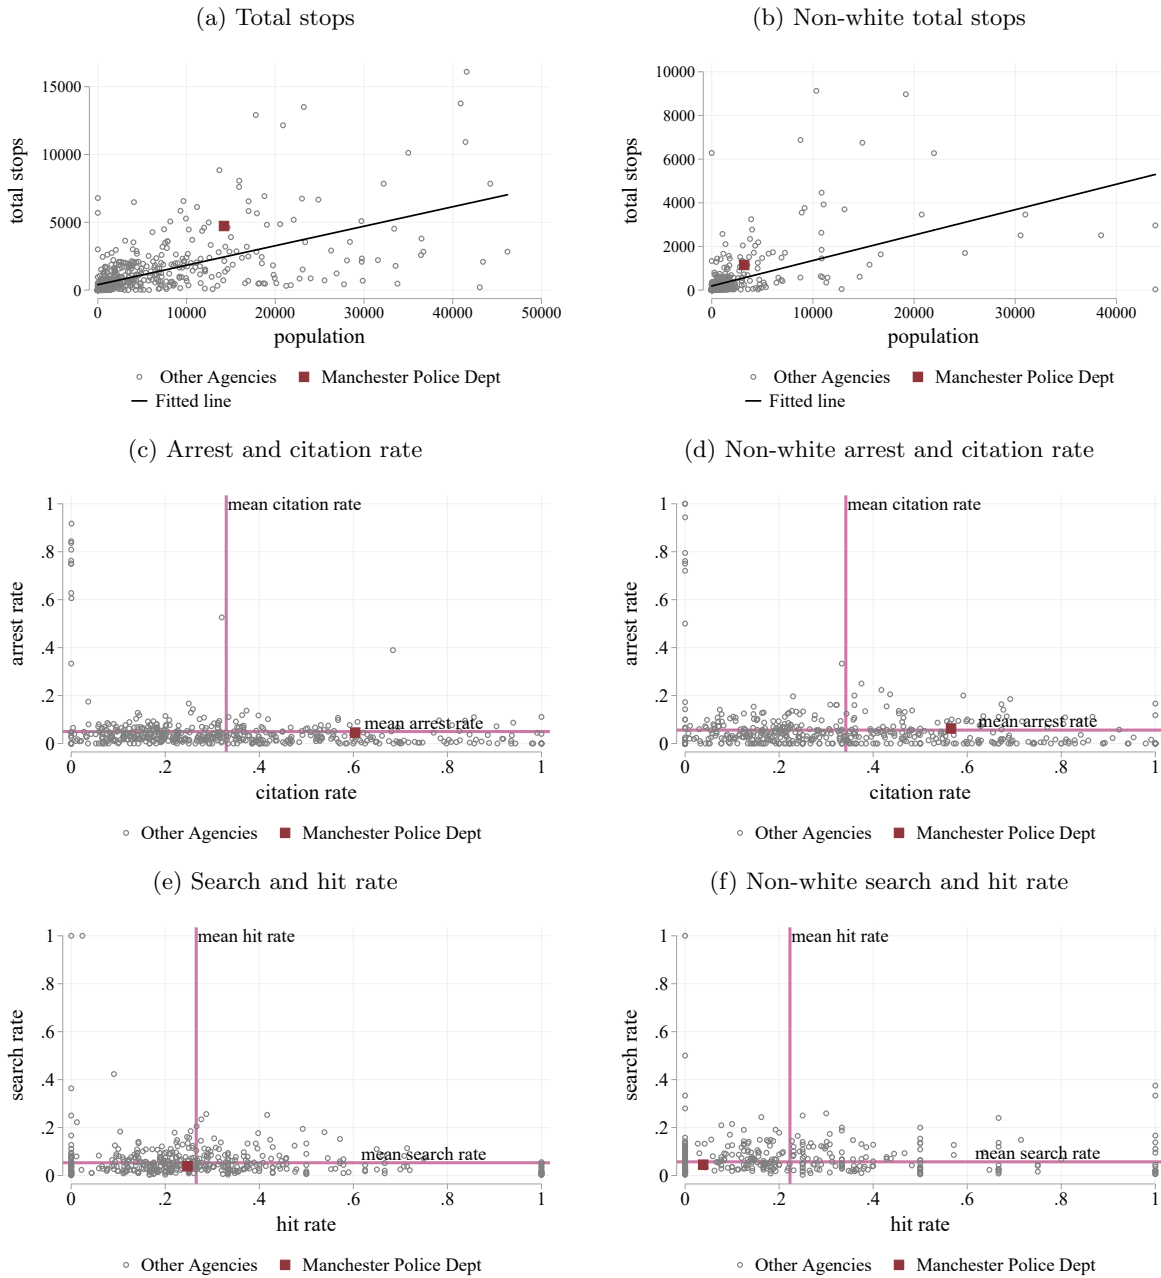 (a) Total stops
(b) Non-white total stops
total stops
15000
10000
5000
0
0 10000 20000 30000 40000 50000
population
Other Agencies Manchester Police Dept
Fitted line
total stops
10000
8000
6000
4000
2000
0
0 10000 20000 30000 40000
population
Other Agencies Manchester Police Dept
Fitted line
(c) Arrest and citation rate
(d) Non-white arrest and citation rate
arrest rate
1
.8
.6
.4
.2
0
mean citation rate
mean arrest rate
0 .2 .4 .6 .8 1
citation rate
Other Agencies Manchester Police Dept
arrest rate
1
.8
.6
.4
.2
0
mean citation rate
mean arrest rate
0 .2 .4 .6 .8 1
citation rate
Other Agencies Manchester Police Dept
(e) Search and hit rate
(f) Non-white search and hit rate
search rate
1
.8
.6
.4
.2
0
mean hit rate
mean search rate
0 .2 .4 .6 .8 1
hit rate
Other Agencies Manchester Police Dept
search rate
1
.8
.6
.4
.2
0
mean hit rate
mean search rate
0 .2 .4 .6 .8 1
hit rate
Other Agencies Manchester Police Dept